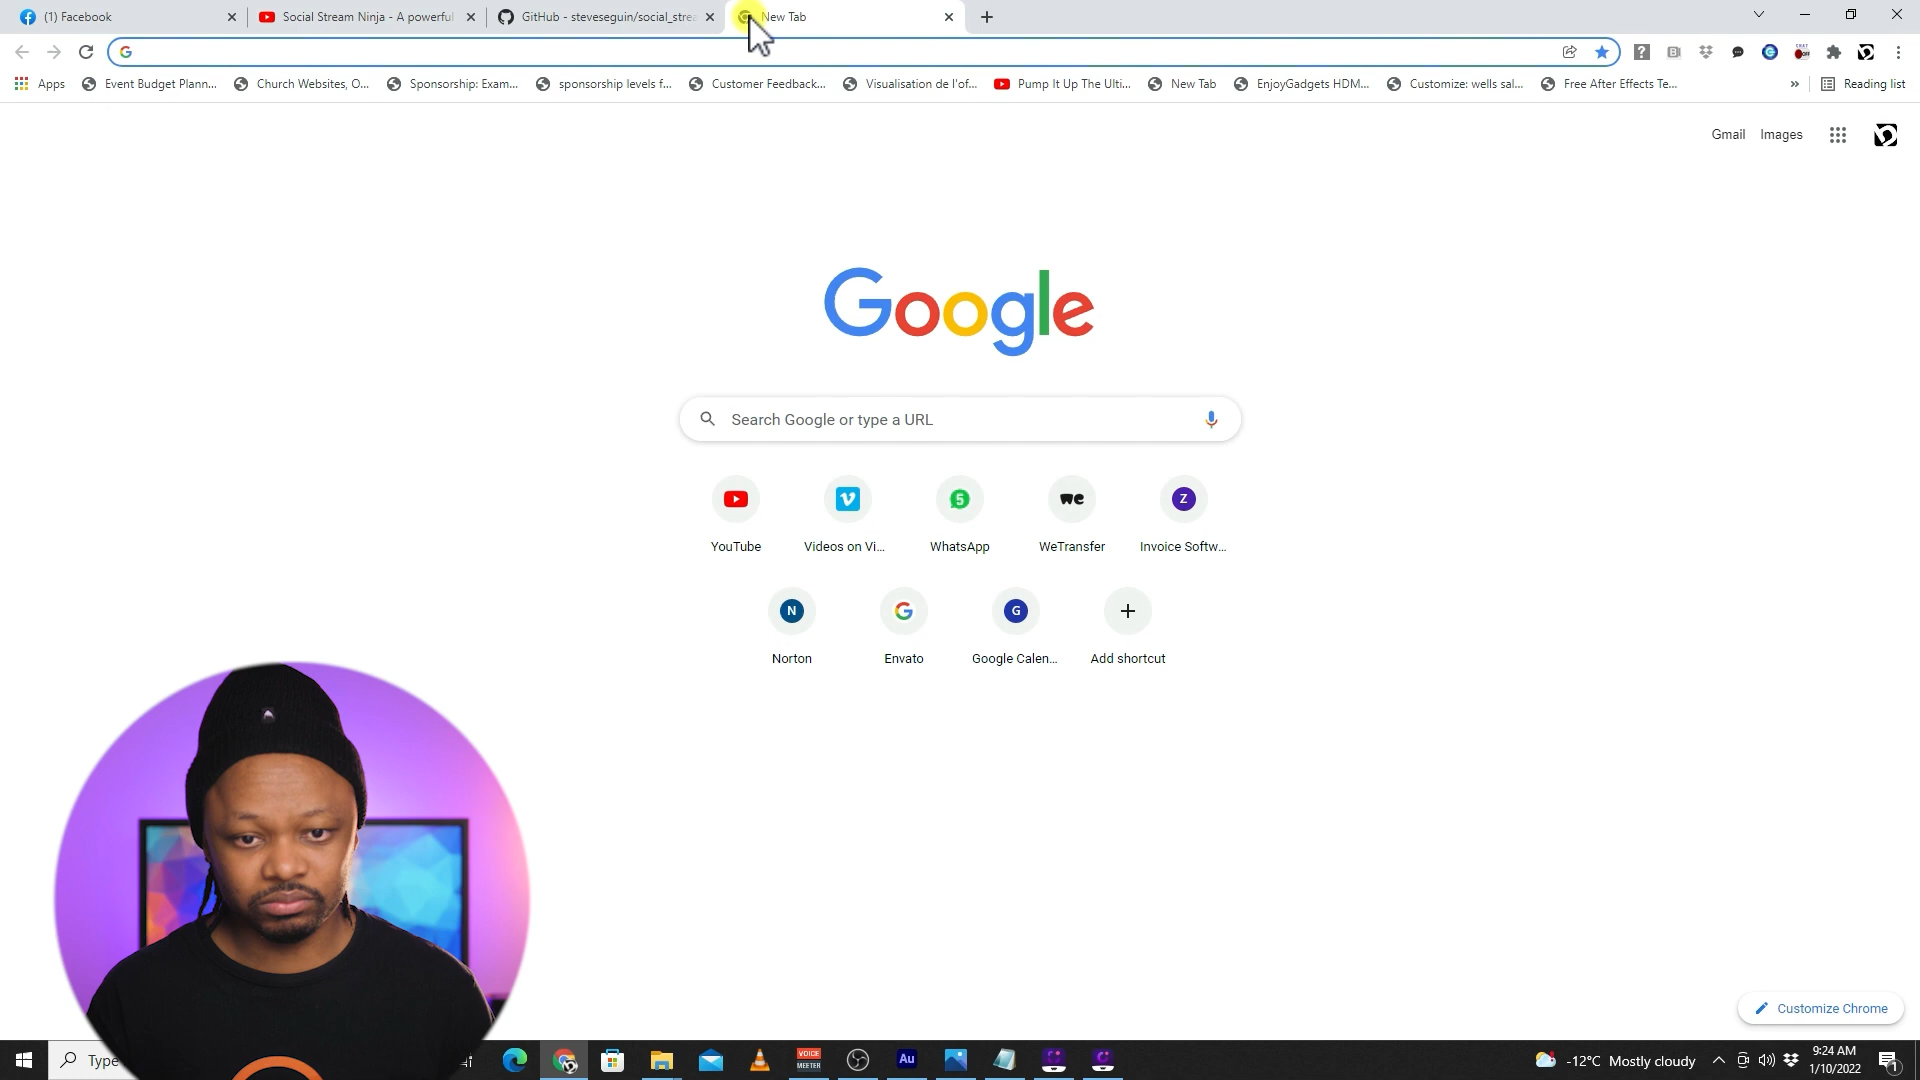 (1) Facebook
Social Stream Ninja - A powerful
GitHub - steveseguin/social_strea
New Tab
Apps
Event Budget Plann...
Church Websites, O...
Sponsorship: Exam...
sponsorship levels f...
Customer Feedback...
Visualisation de l'of...
Pump It Up The Ulti...
New Tab
EnjoyGadgets HDM...
Customize: wells sal...
Free After Effects Te...
»
Reading list
Gmail
Images
Google
Search Google or type a URL
YouTube
Videos on Vi...
WhatsApp
WeTransfer
Invoice Softw...
Norton
Envato
Google Calen...
Add shortcut
Customize Chrome
Type
VOICE
MEETER
Au
-12°C Mostly cloudy
9:24 AM
1/10/2022